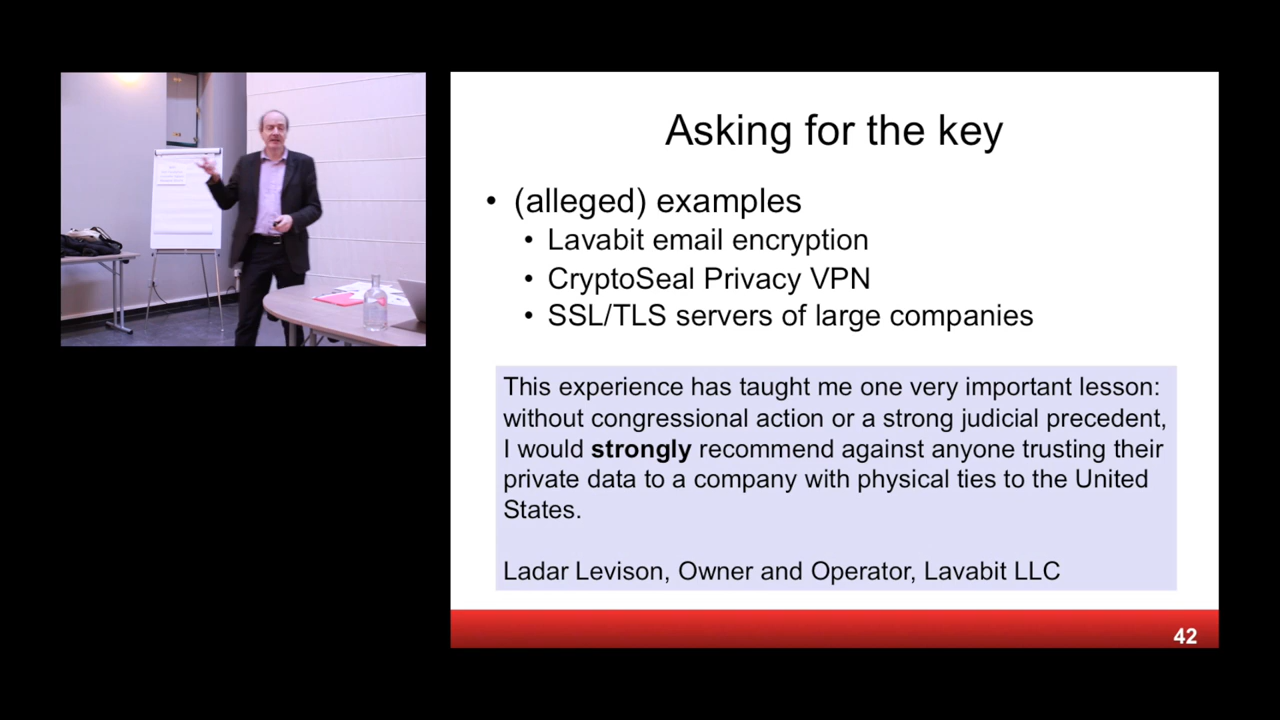 Asking for the key
• (alleged) examples
• Lavabit email encryption
• CryptoSeal Privacy VPN
• SSL/TLS servers of large companies
This experience has taught me one very important lesson:
without congressional action or a strong judicial precedent,
I would strongly recommend against anyone trusting their
private data to a company with physical ties to the United
States.
Ladar Levison, Owner and Operator, Lavabit LLC
42